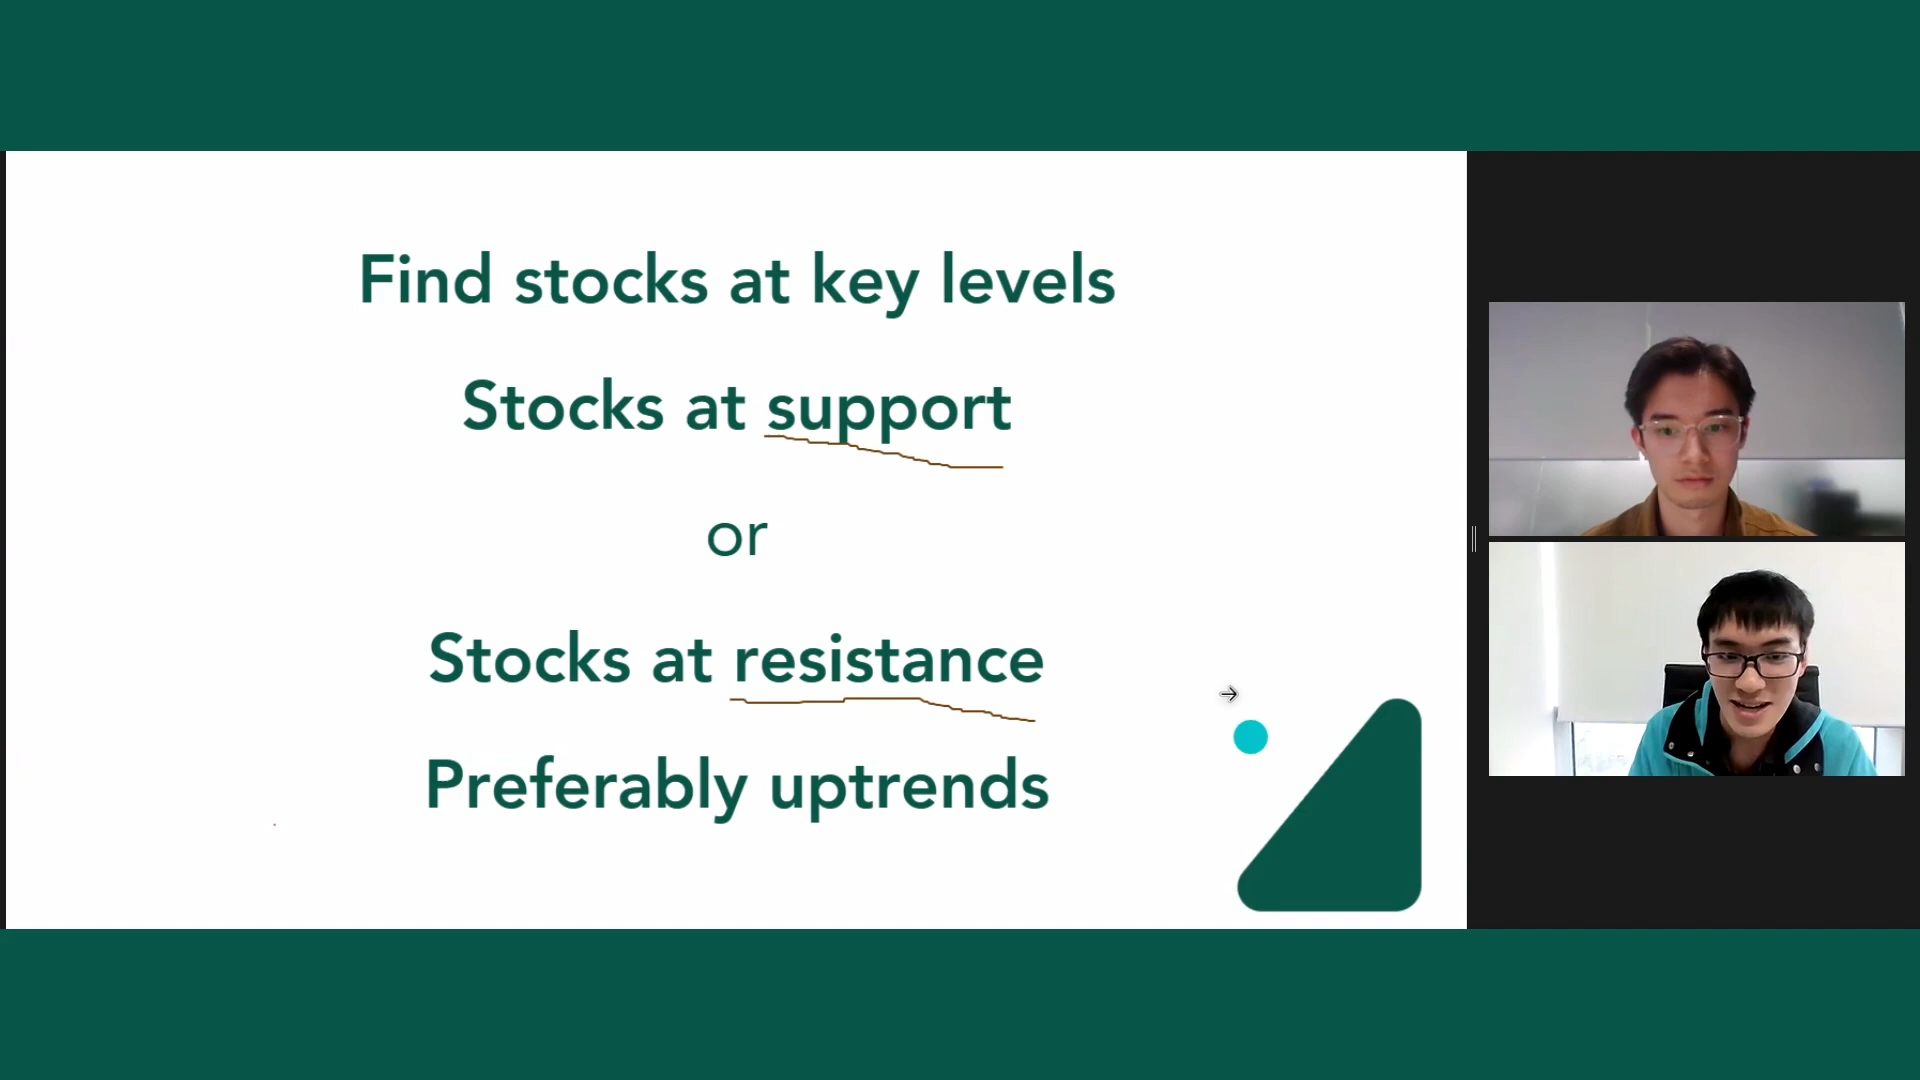 Find stocks at key levels
Stocks at support
or
Stocks at resistance
Preferably uptrends